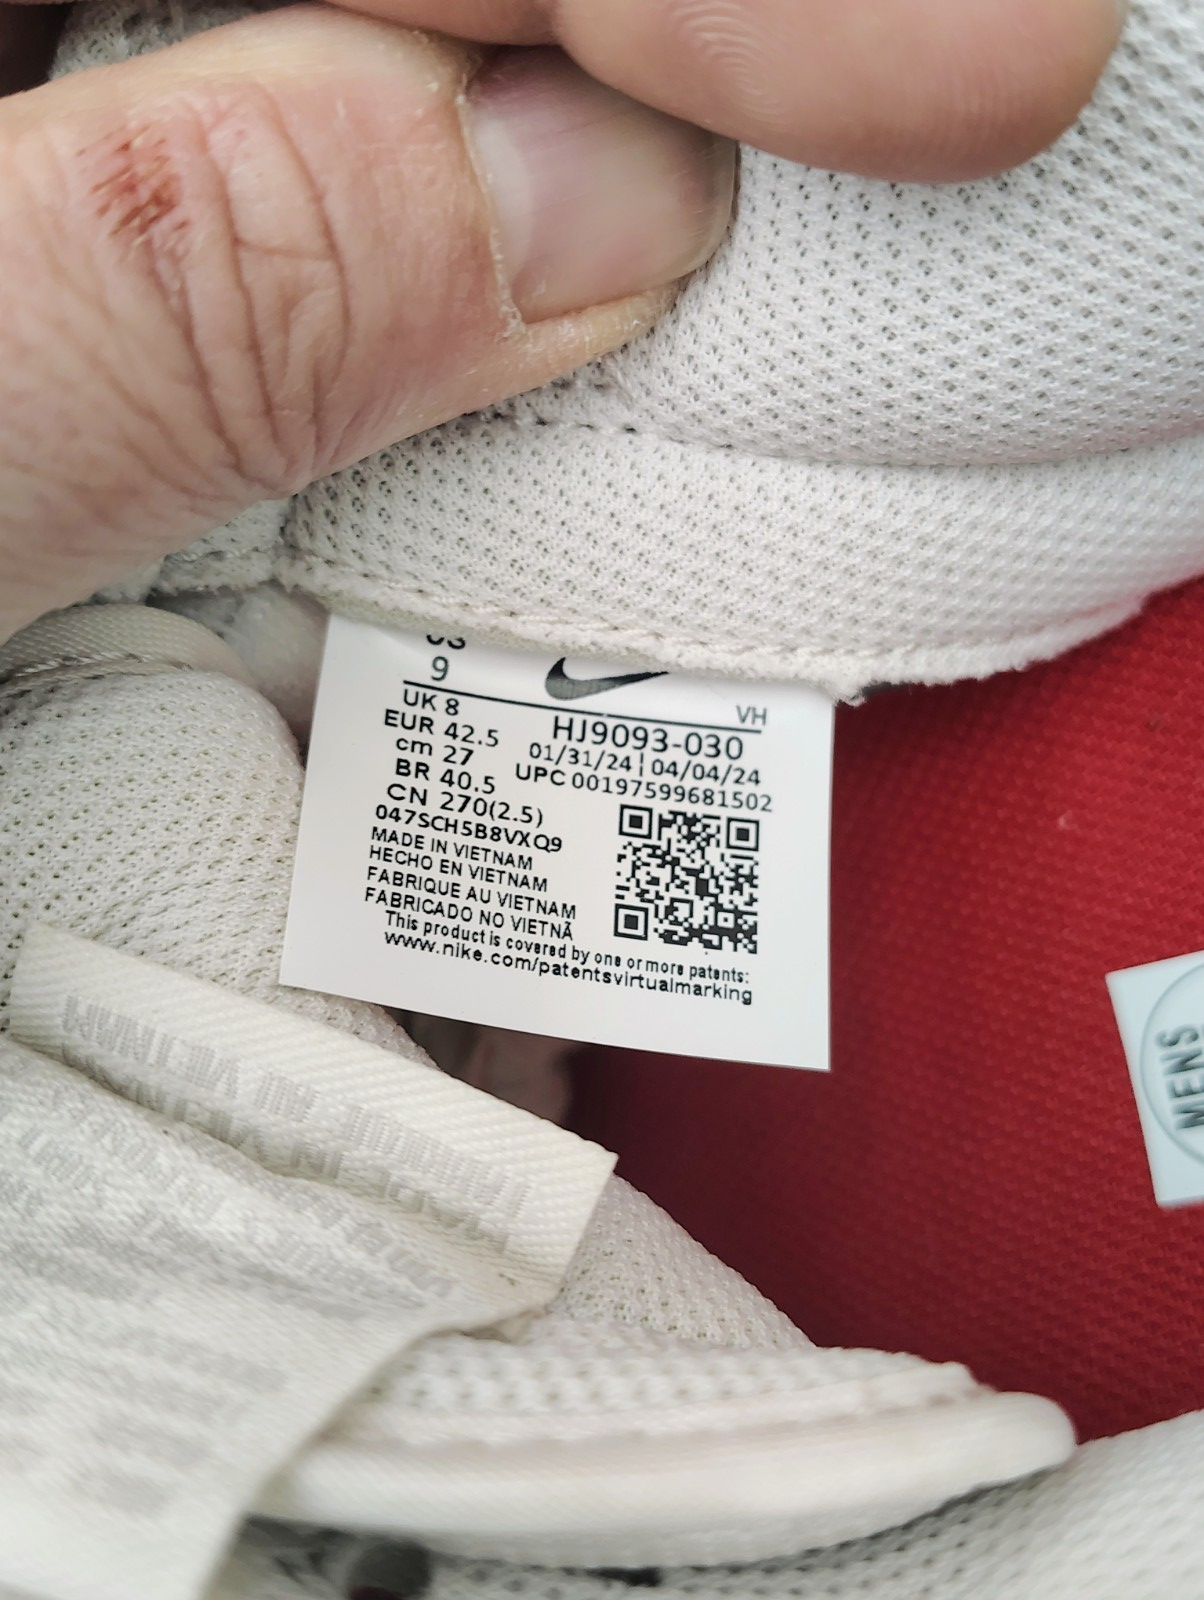 US
9
VH
UK 8
HJ9093-030
EUR 42.5
01/31/24 | 04/04/24
cm 27
UPC 00197599681502
BR 40.5
CN 270(2.5)
047SCH5B8VXQ9
MADE IN VIETNAM
HECHO EN VIETNAM
FABRIQUE AU VIETNAM
FABRICADO NO VIETNÃ
This product is covered by one or more patents:
www.nike.com/patentsvirtualmarking
MENS